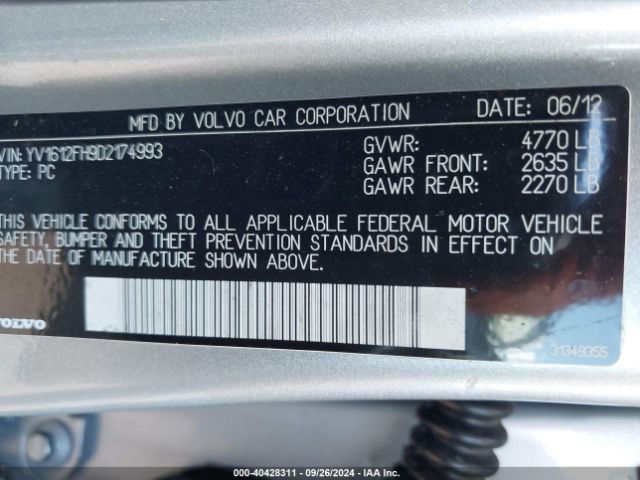 MFD BY VOLVO CAR CORPORATION DATE: 06/12
VIN: YV1612FH9D2174993
TYPE: PC
GVWR: 4770 LB
GAWR FRONT: 2635 LB
GAWR REAR: 2270 LB
THIS VEHICLE CONFORMS TO ALL APPLICABLE FEDERAL MOTOR VEHICLE
SAFETY, BUMPER AND THEFT PREVENTION STANDARDS IN EFFECT ON
THE DATE OF MANUFACTURE SHOWN ABOVE.
VOLVO
31349355
000-40428311 - 09/26/2024 - IAA Inc.